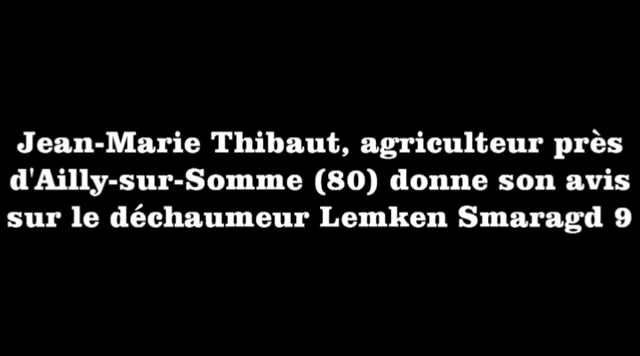 Jean-Marie Thibaut, agriculteur près
d'Ailly-sur-Somme (80) donne son avis
sur le déchaumeur Lemken Smaragd 9